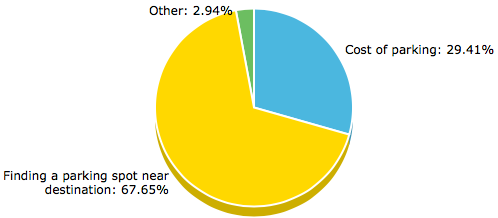 Other: 2.94%
Cost of parking: 29.41%
Finding a parking spot near
destination: 67.65%